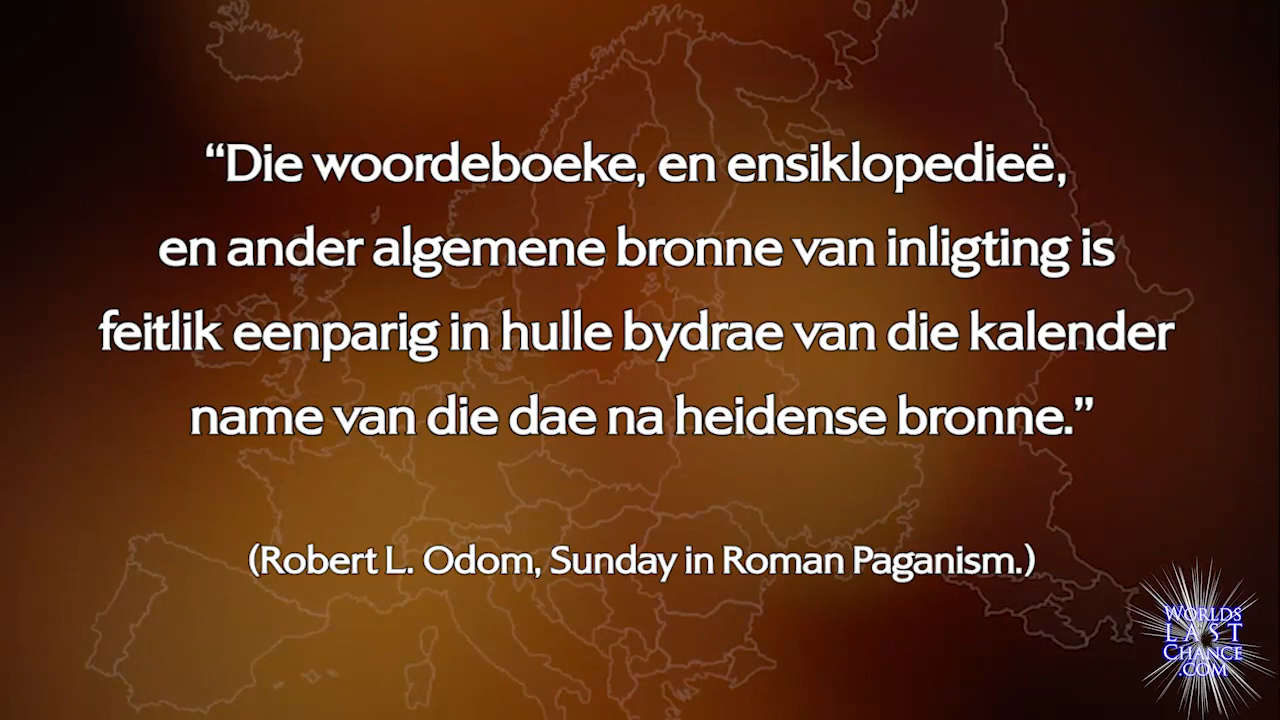 “Die woordeboeke, en ensiklopedieë,
en ander algemene bronne van inligting is
feitlik eenparig in hulle bydrae van die kalender
name van die dae na heidense bronne.”
(Robert L. Odom, Sunday in Roman Paganism.)
WORLDS
LAST
CHANCE
.COM